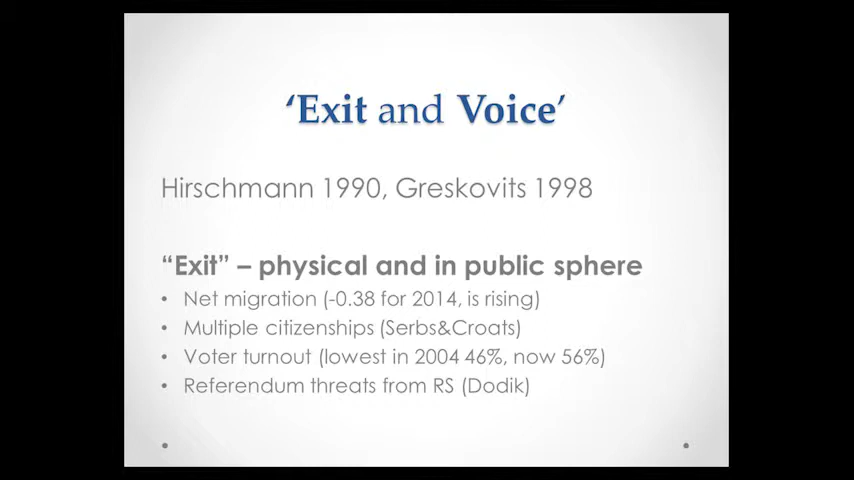 ‘Exit and Voice’
Hirschmann 1990, Greskovits 1998
“Exit” – physical and in public sphere
• Net migration (-0.38 for 2014, is rising)
• Multiple citizenships (Serbs&Croats)
• Voter turnout (lowest in 2004 46%, now 56%)
• Referendum threats from RS (Dodik)